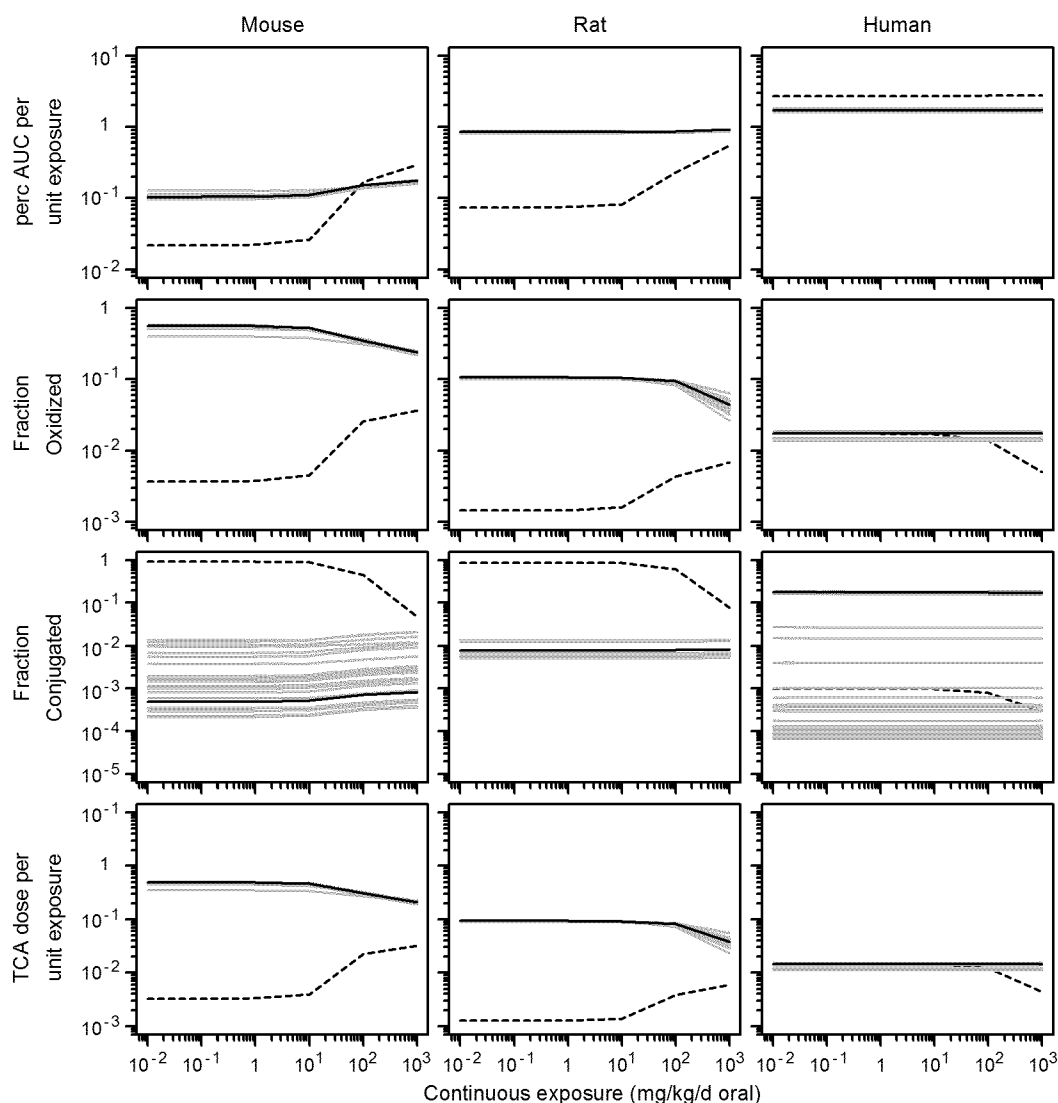 Mouse Rat Human
perc AUC per
unit exposure
10^1
1
10^-1
10^-2
Fraction
Oxidized
1
10^-1
10^-2
10^-3
Fraction
Conjugated
1
10^-1
10^-2
10^-3
10^-4
10^-5
TCA dose per
unit exposure
10^-1
1
10^-1
10^-2
10^-3
10^-2 10^-1 1 10^1 10^2 10^3 10^-2 10^-1 1 10^1 10^2 10^3 10^-2 10^-1 1 10^1 10^2 10^3
Continuous exposure (mg/kg/d oral)